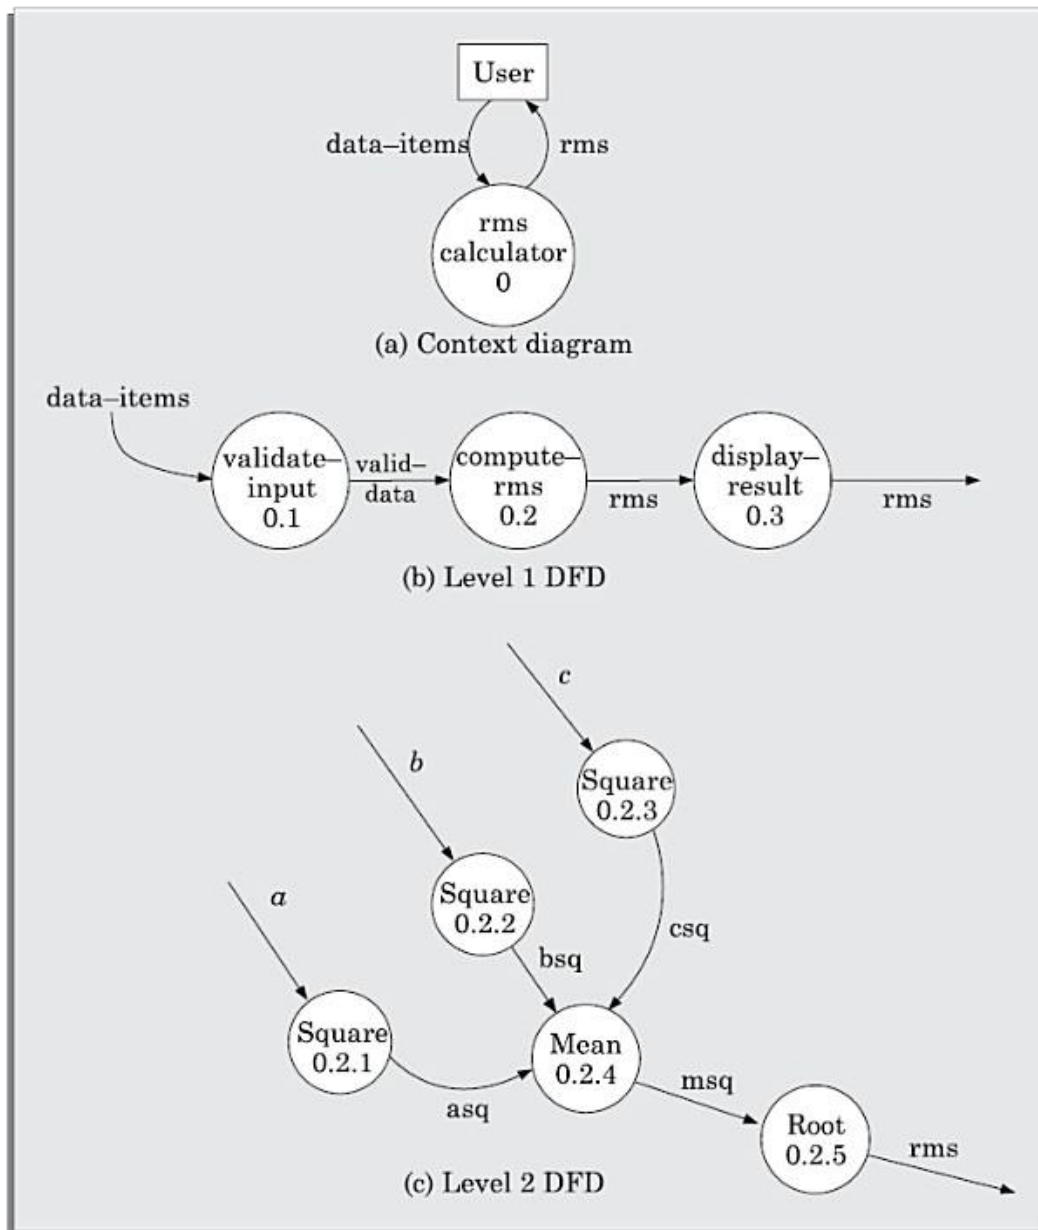 User
data–items
rms
rms
calculator
0
(a) Context diagram
data–items
validate–
input
0.1
valid–
data
compute–
rms
0.2
rms
display–
result
0.3
rms
(b) Level 1 DFD
c
Square
0.2.3
b
Square
0.2.2
a
Square
0.2.1
csq
bsq
asq
Mean
0.2.4
msq
Root
0.2.5
rms
(c) Level 2 DFD